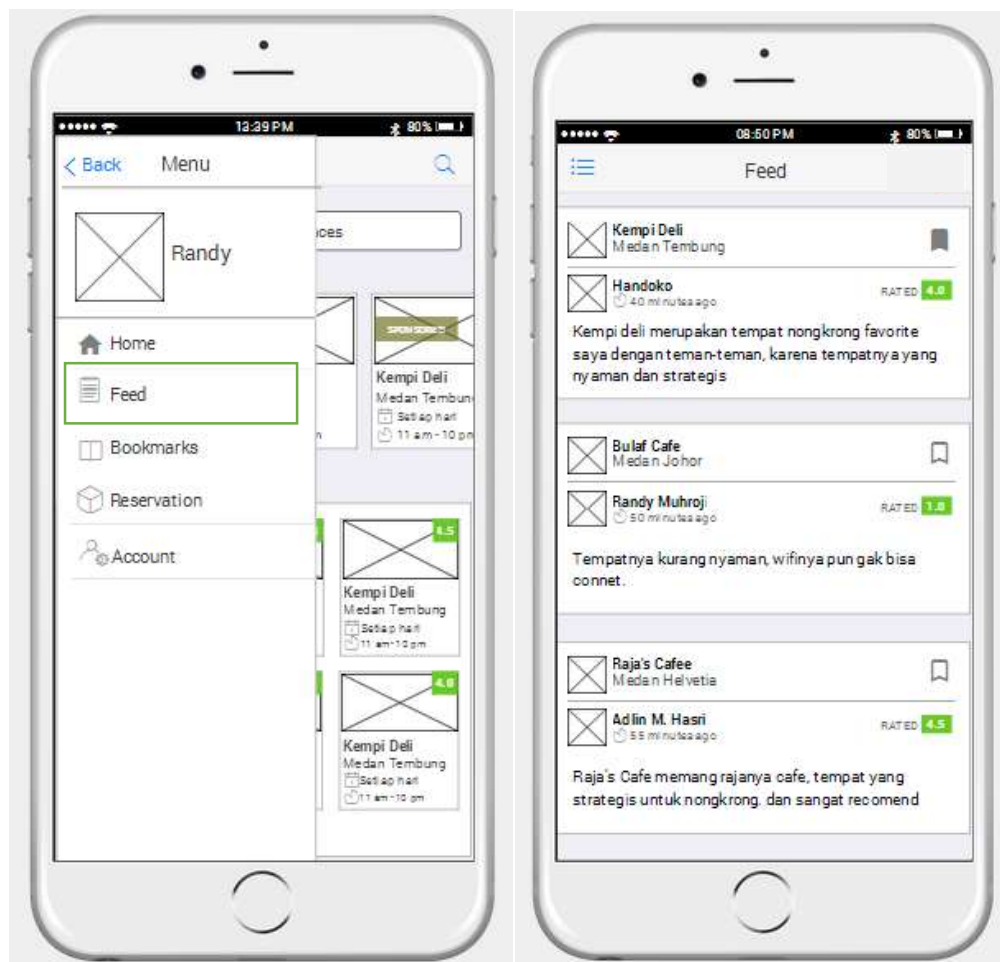 13:39 PM
80%
Back
Menu
Randy
Home
Feed
Bookmarks
Reservation
Account
SPONSORED
Kempi Deli
Medan Tembun
Setiap hari
11 am - 10 pm
4.5
Kempi Deli
Medan Tembung
Setiap hari
11 am - 10 pm
4.0
Kempi Deli
Medan Tembung
Setiap hari
11 am - 10 pm
08:50 PM
80%
Feed
Kempi Deli
Medan Tembung
Handoko
40 minutes ago
RATED 4.0
Kempi deli merupakan tempat nongkrong favorite
saya dengan teman-teman, karena tempatnya yang
nyaman dan strategis
Bulaf Cafe
Medan Johor
Randy Muhroji
50 minutes ago
RATED 1.0
Tempatnya kurang nyaman, wifinya pun gak bisa
connet.
Raja's Cafee
Medan Helvetia
Adlin M. Hasri
55 minutes ago
RATED 4.5
Raja's Cafe memang rajanya cafe, tempat yang
strategis untuk nongkrong. dan sangat recomend